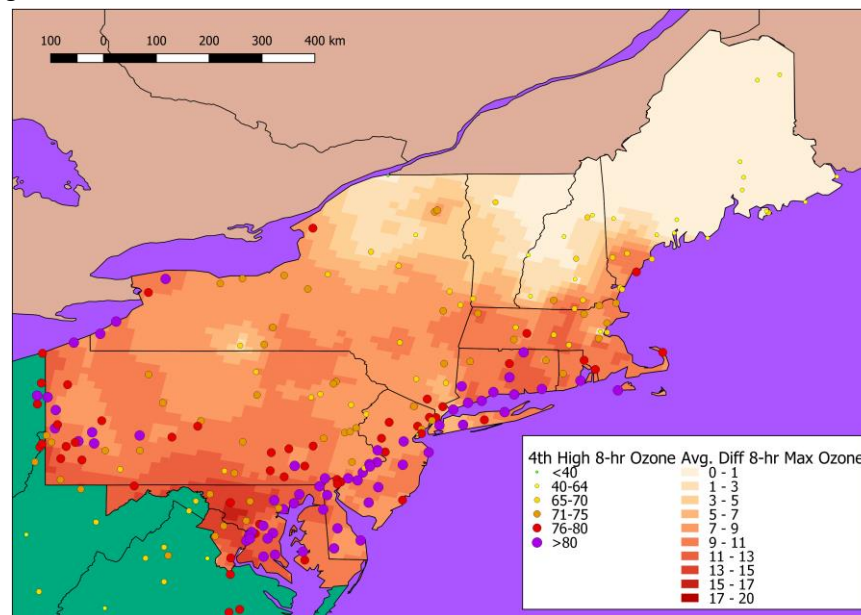 100 0 100 200 300 400 km
4th High 8-hr Ozone Avg. Diff 8-hr Max Ozone
<40 0 - 1
40-64 1 - 3
65-70 3 - 5
71-75 5 - 7
76-80 7 - 9
>80 9 - 11
11 - 13
13 - 15
15 - 17
17 - 20